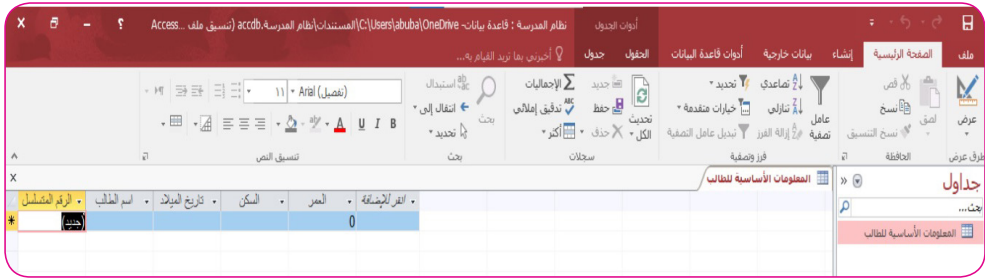 نظام المدرسة : قاعدة بيانات- C:\Users\abuba\OneDrive\المستندات\نظام المدرسة.accdb (تنسيق ملف Access... أدوات الجدول
ملف الصفحة الرئيسية إنشاء بيانات خارجية أدوات قاعدة البيانات الحقول جدول أخبرني بما تريد القيام به...
عرض لصق قص نسخ نسخ التنسيق
عامل تصفية تصاعدي تنازلي إزالة الفرز تحديد خيارات متقدمة تبديل عامل التصفية
تحديث الكل جديد حفظ حذف الإجماليات تدقيق إملائي أكثر
بحث استبدال انتقال إلى تحديد
Arial (تفصيل) 11
U I B A
طرق عرض الحافظة فرز وتصفية سجلات بحث تنسيق النص
جداول
بحث...
المعلومات الأساسية للطالب
المعلومات الأساسية للطالب
الرقم المتسلسل اسم الطالب تاريخ الميلاد السكن العمر انقر للإضافة
(جديد) 0